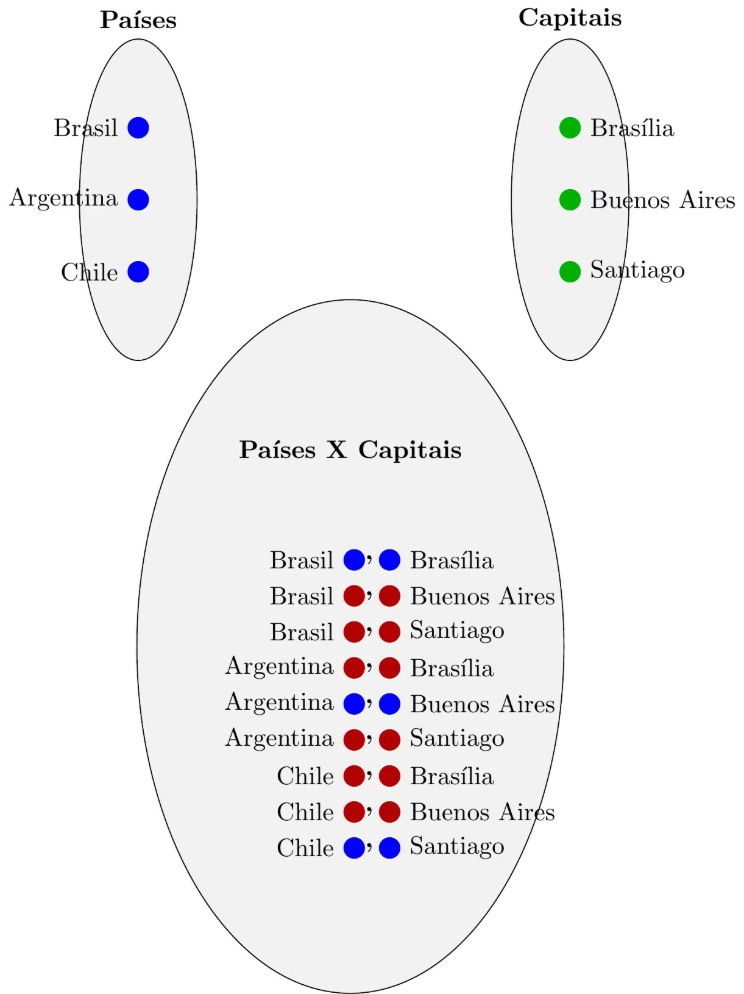 Países
Brasil
Argentina
Chile
Capitais
Brasília
Buenos Aires
Santiago
Países X Capitais
Brasil , Brasília
Brasil , Buenos Aires
Brasil , Santiago
Argentina , Brasília
Argentina , Buenos Aires
Argentina , Santiago
Chile , Brasília
Chile , Buenos Aires
Chile , Santiago